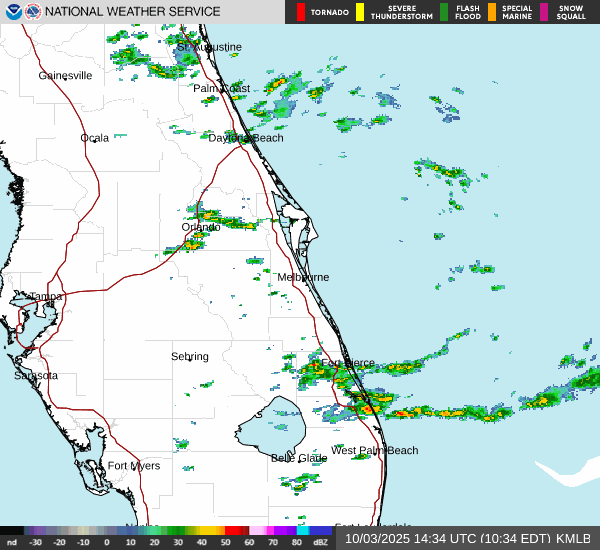 NATIONAL WEATHER SERVICE
TORNADO
SEVERE THUNDERSTORM
FLASH FLOOD
SPECIAL MARINE
SNOW SQUALL
St. Augustine
Gainesville
Palm Coast
Ocala
Daytona Beach
Orlando
Melbourne
Tampa
Sebring
Fort Pierce
Sarasota
West Palm Beach
Belle Glade
Fort Myers
Fort Lauderdale
nd -30 -20 -10 0 10 20 30 40 50 60 70 80 dBZ
10/03/2025 14:34 UTC (10:34 EDT) KMLB